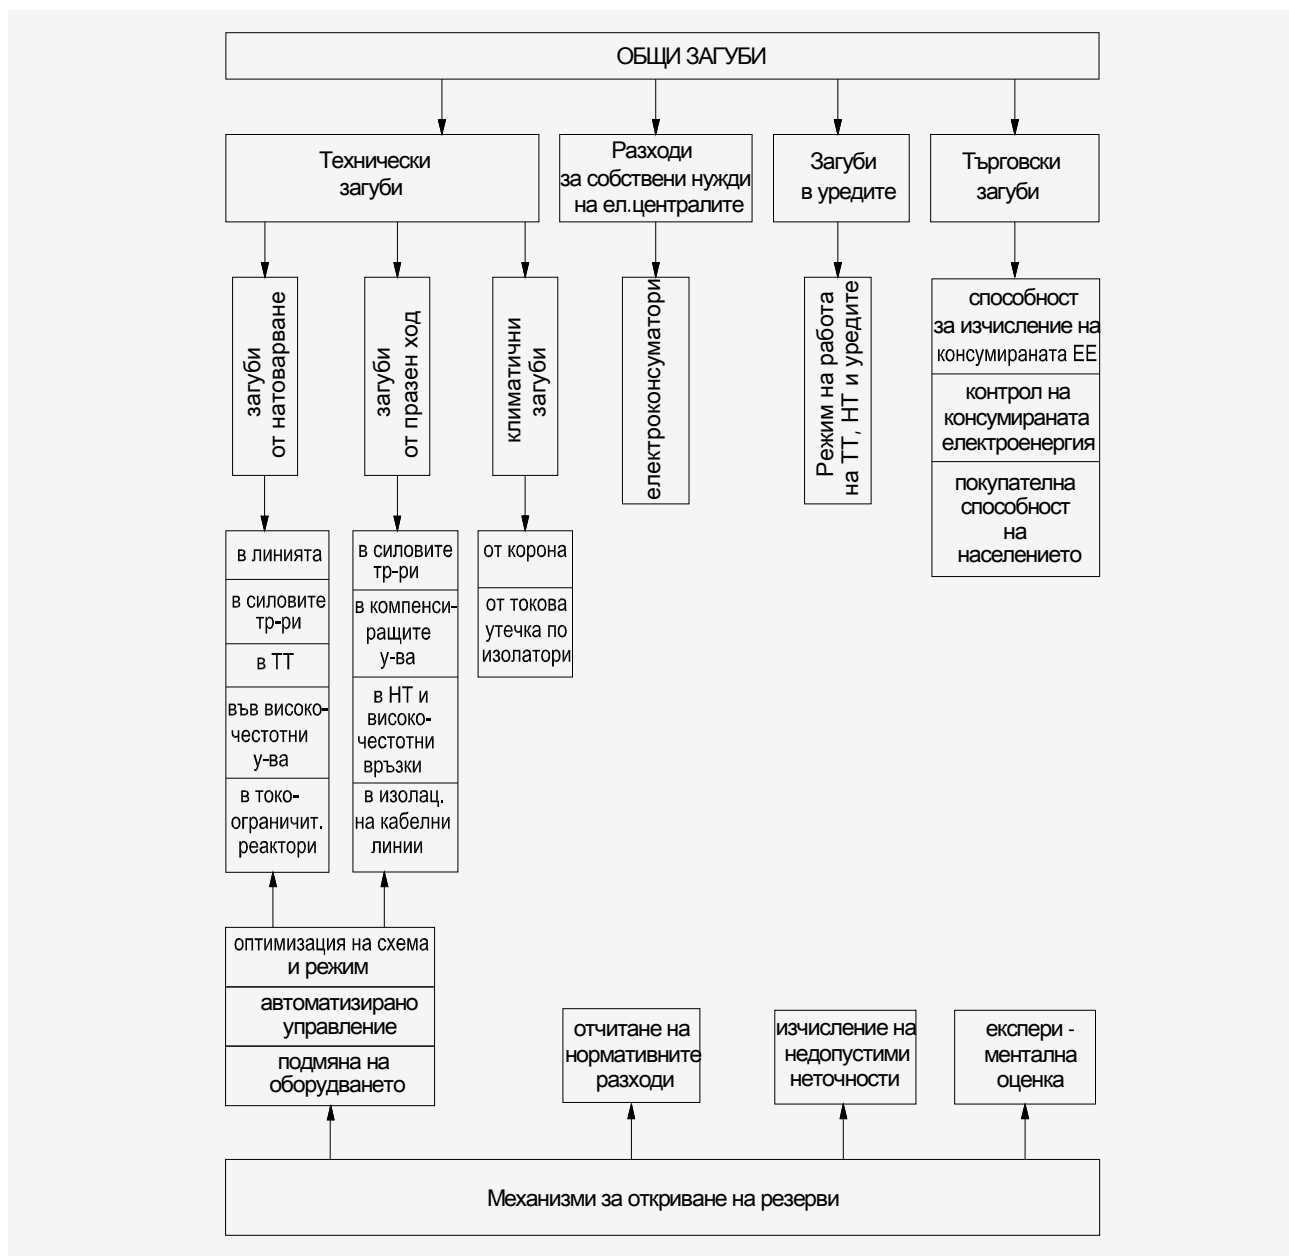 ОБЩИ ЗАГУБИ
Технически
загуби
Разходи
за собствени нужди
на ел.централите
Загуби
в уредите
Търговски
загуби
загуби
от натоварване
загуби
от празен ход
климатични
загуби
електроконсуматори
Режим на работа
на ТТ, НТ и уредите
способност
за изчисление на
консумираната ЕЕ
контрол на
консумираната
електроенергия
покупателна
способност
на
населението
в линията
в силовите
тр-ри
в ТТ
във високо-
честотни
у-ва
в токо-
ограничит.
реактори
в силовите
тр-ри
в компенси-
ращите
у-ва
в НТ и
високо-
честотни
връзки
в изолац.
на кабелни
линии
от корона
от токова
утечка по
изолатори
оптимизация на схема
и режим
автоматизирано
управление
подмяна на
оборудването
отчитане на
нормативните
разходи
изчисление на
недопустими
неточности
експери -
ментална
оценка
Механизми за откриване на резерви